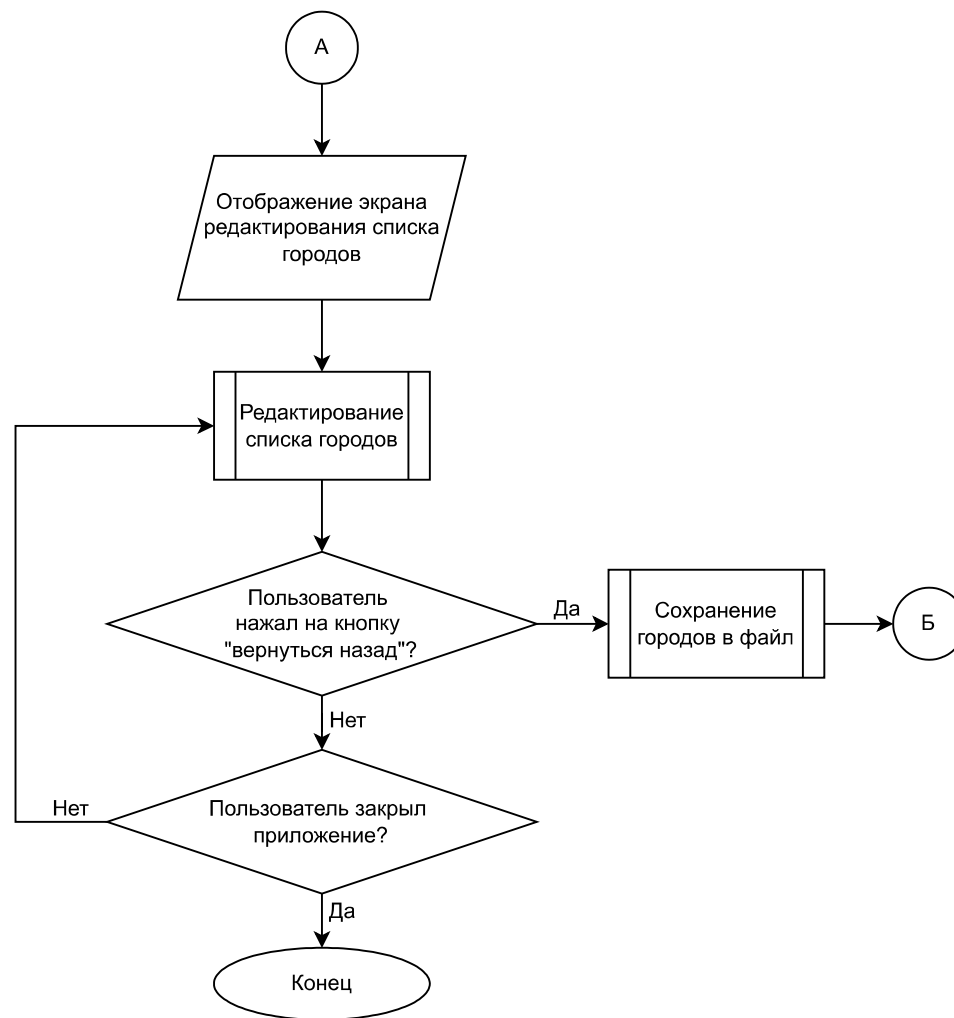 А
Отображение экрана
редактирования списка
городов
Редактирование
списка городов
Пользователь
нажал на кнопку
"вернуться назад"?
Да
Сохранение
городов в файл
Б
Нет
Пользователь закрыл
приложение?
Нет
Да
Конец